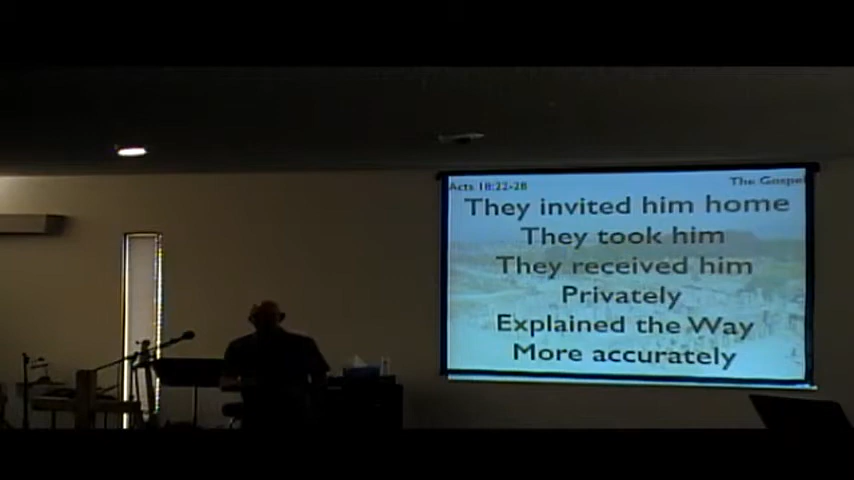 Acts 18:22-28
The Gospel
They invited him home
They took him
They received him
Privately
Explained the Way
More accurately